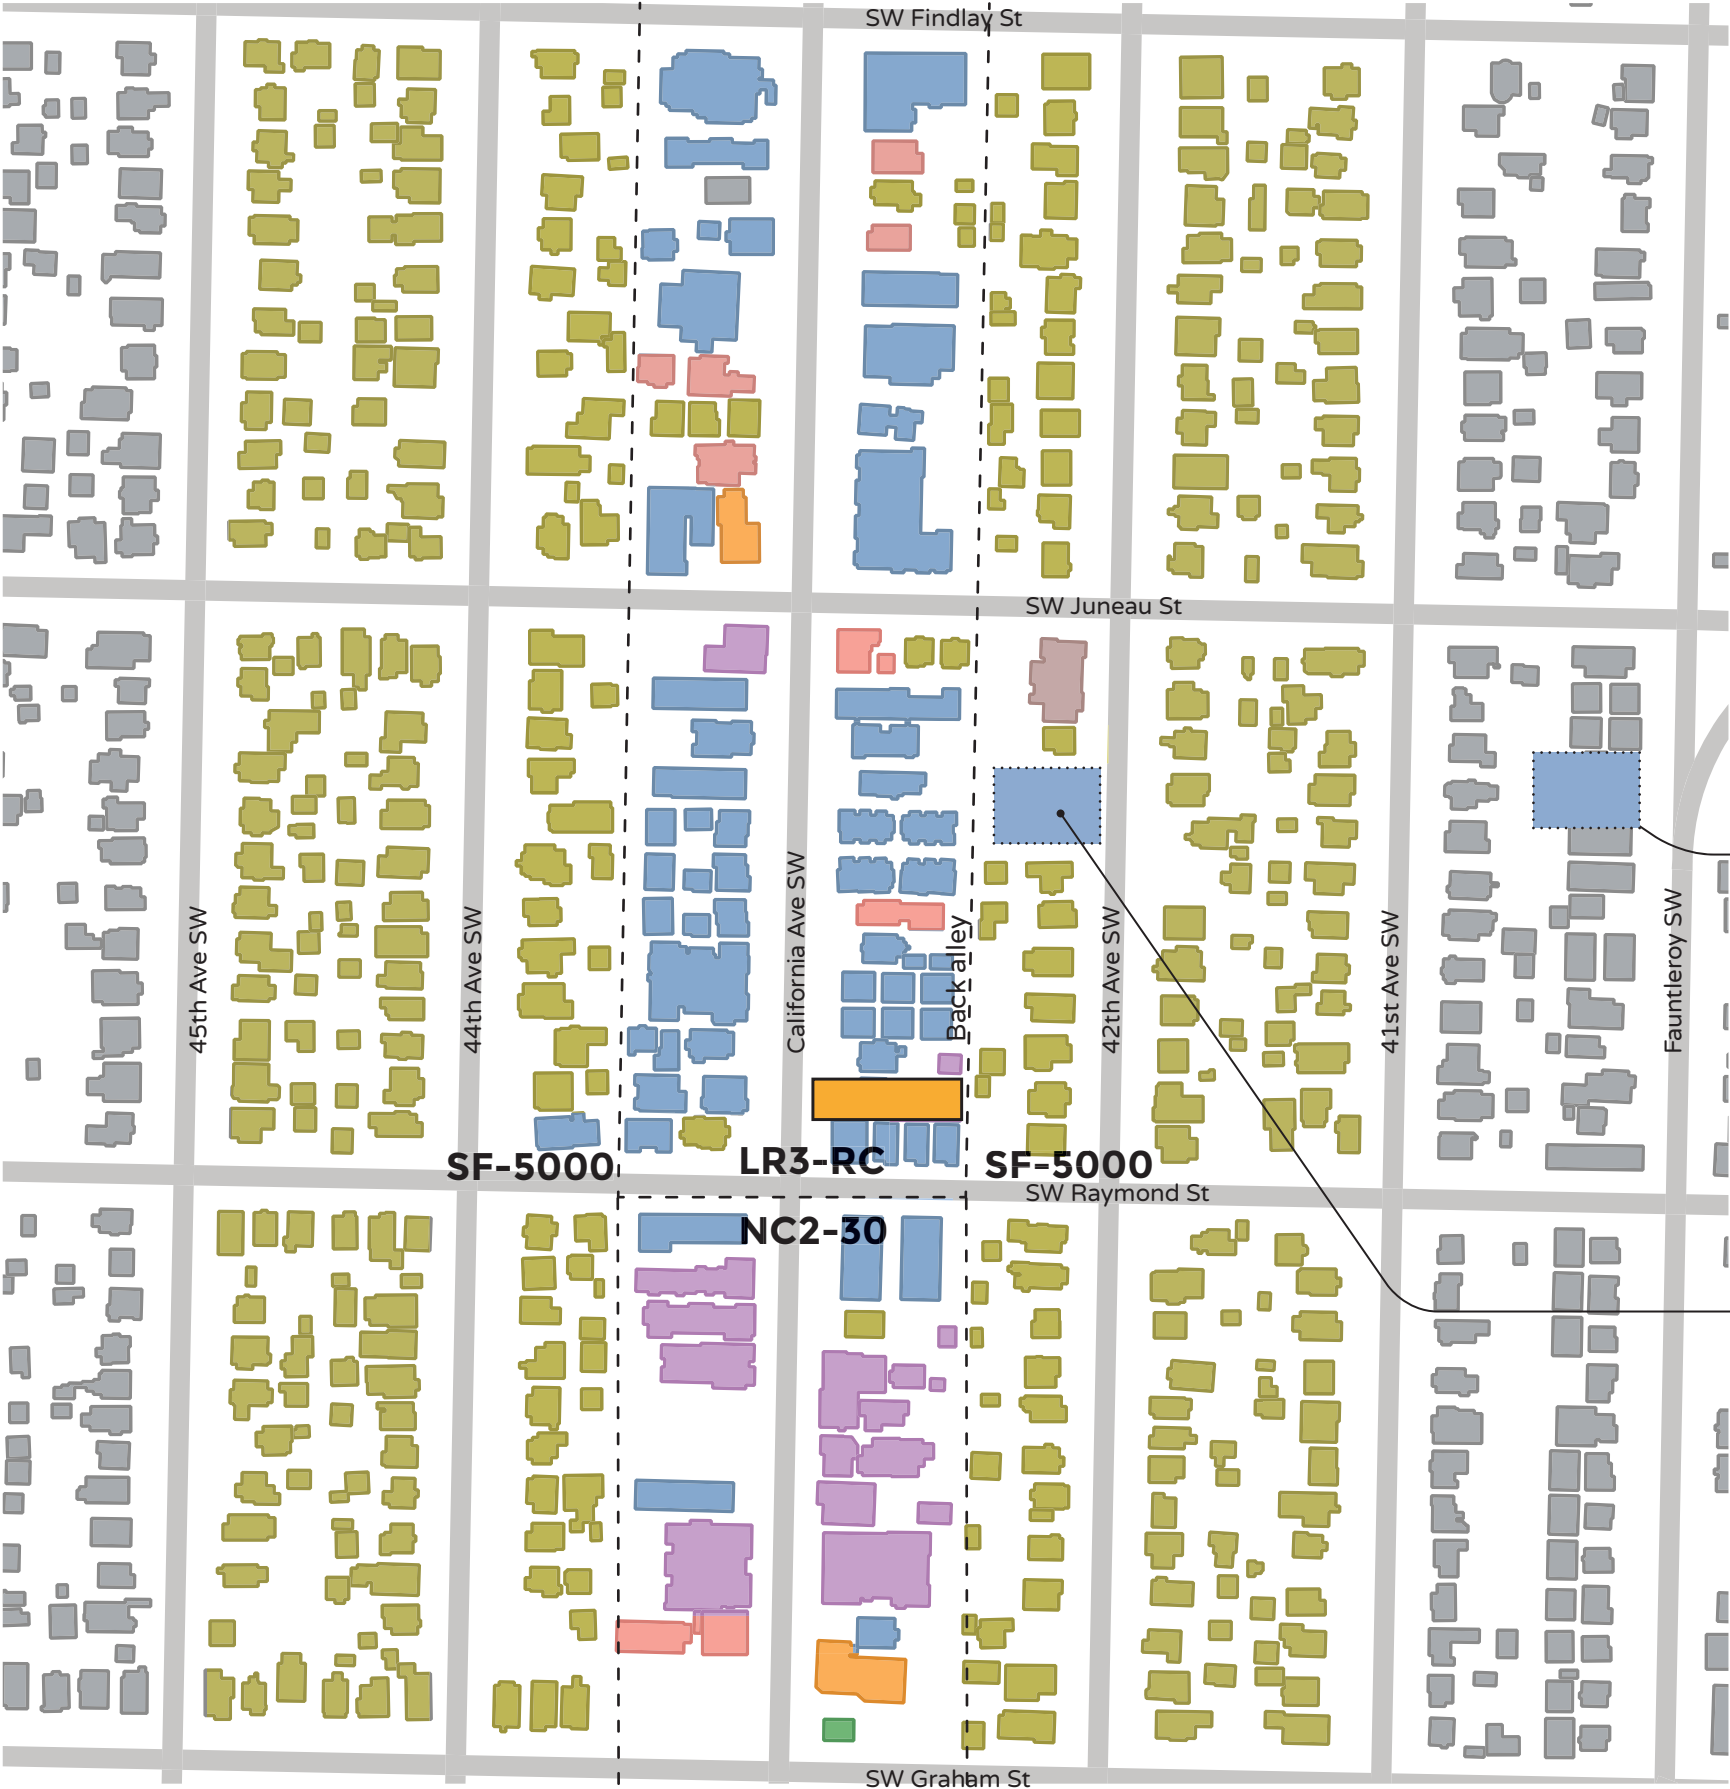 SW Findlay St
SW Juneau St
45th Ave SW
44th Ave SW
California Ave SW
Back alley
42th Ave SW
41st Ave SW
Fauntleroy SW
SF-5000
LR3-RC
SF-5000
SW Raymond St
NC2-30
SW Graham St